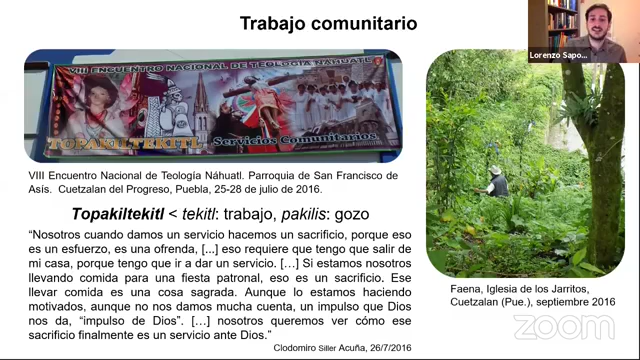 Trabajo comunitario
Lorenzo Sapo...
VIII ENCUENTRO NACIONAL DE TEOLOGÍA NÁHUATL
TOPAKILTEKITL
Servicios Comunitarios.
VIII Encuentro Nacional de Teología Náhuatl. Parroquia de San Francisco de
Asís. Cuetzalan del Progreso, Puebla, 25-28 de julio de 2016.
Topakiltekitl < tekitl: trabajo, pakilis: gozo
“Nosotros cuando damos un servicio hacemos un sacrificio, porque eso
es un esfuerzo, es una ofrenda, [...] eso requiere que tengo que salir de
mi casa, porque tengo que ir a dar un servicio. […] Si estamos nosotros
llevando comida para una fiesta patronal, eso es un sacrificio. Ese
llevar comida es una cosa sagrada. Aunque lo estamos haciendo
motivados, aunque no nos damos mucha cuenta, un impulso que Dios
nos da, “impulso de Dios”. […] nosotros queremos ver cómo ese
sacrificio finalmente es un servicio ante Dios.”
Clodomiro Siller Acuña, 26/7/2016
Faena, Iglesia de los Jarritos,
Cuetzalan (Pue.), septiembre 2016
zoom